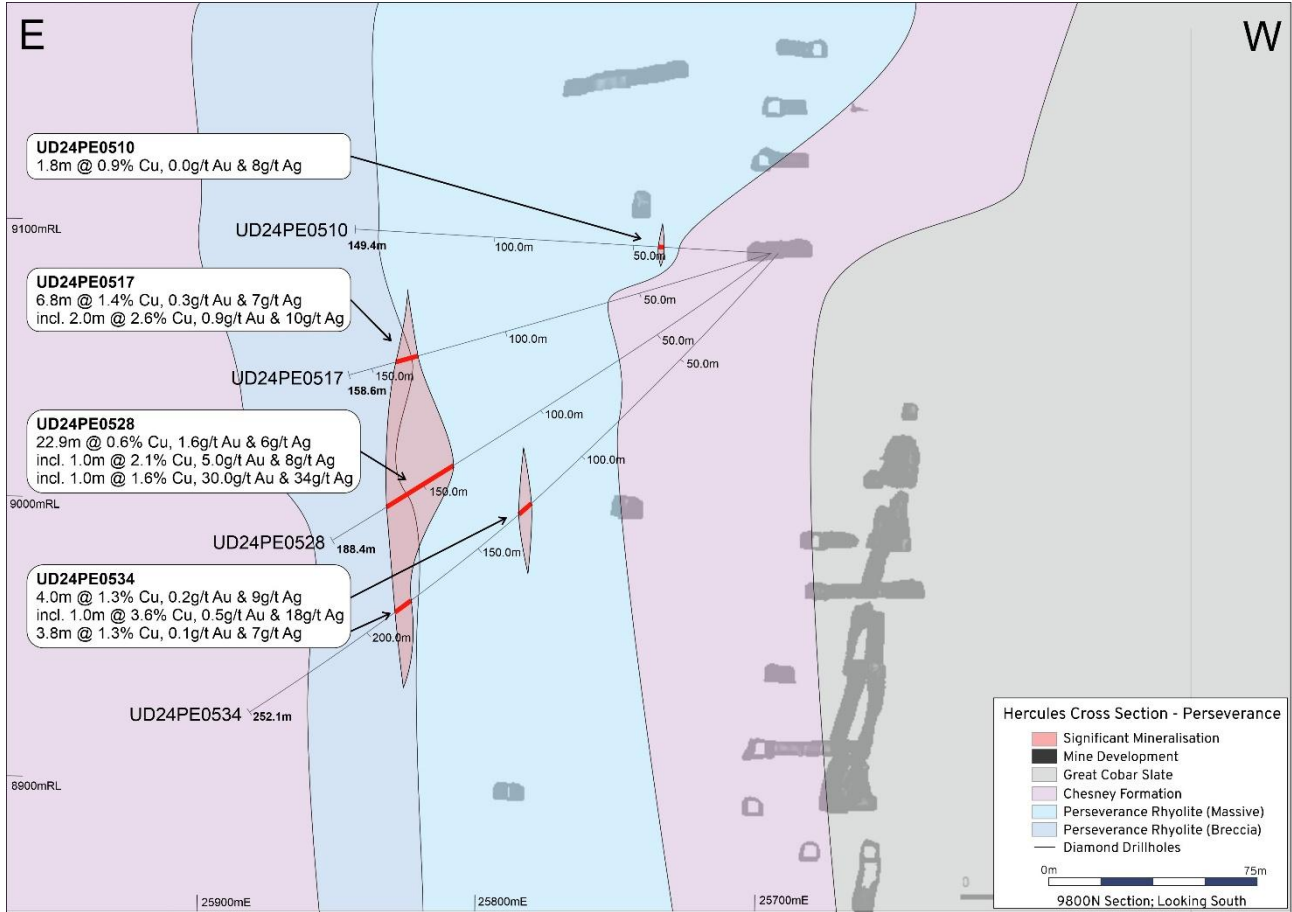 E
W
UD24PE0510
1.8m @ 0.9% Cu, 0.0g/t Au & 8g/t Ag
9100mRL
UD24PE0510
149.4m
100.0m
50.0m
UD24PE0517
6.8m @ 1.4% Cu, 0.3g/t Au & 7g/t Ag
incl. 2.0m @ 2.6% Cu, 0.9g/t Au & 10g/t Ag
50.0m
100.0m
50.0m
50.0m
UD24PE0517
150.0m
158.6m
UD24PE0528
22.9m @ 0.6% Cu, 1.6g/t Au & 6g/t Ag
incl. 1.0m @ 2.1% Cu, 5.0g/t Au & 8g/t Ag
incl. 1.0m @ 1.6% Cu, 30.0g/t Au & 34g/t Ag
100.0m
100.0m
150.0m
9000mRL
UD24PE0528
188.4m
150.0m
UD24PE0534
4.0m @ 1.3% Cu, 0.2g/t Au & 9g/t Ag
incl. 1.0m @ 3.6% Cu, 0.5g/t Au & 18g/t Ag
3.8m @ 1.3% Cu, 0.1g/t Au & 7g/t Ag
200.0m
UD24PE0534
252.1m
8900mRL
25900mE
25800mE
25700mE
0
Hercules Cross Section - Perseverance
Significant Mineralisation
Mine Development
Great Cobar Slate
Chesney Formation
Perseverance Rhyolite (Massive)
Perseverance Rhyolite (Breccia)
Diamond Drillholes
0m
75m
9800N Section; Looking South